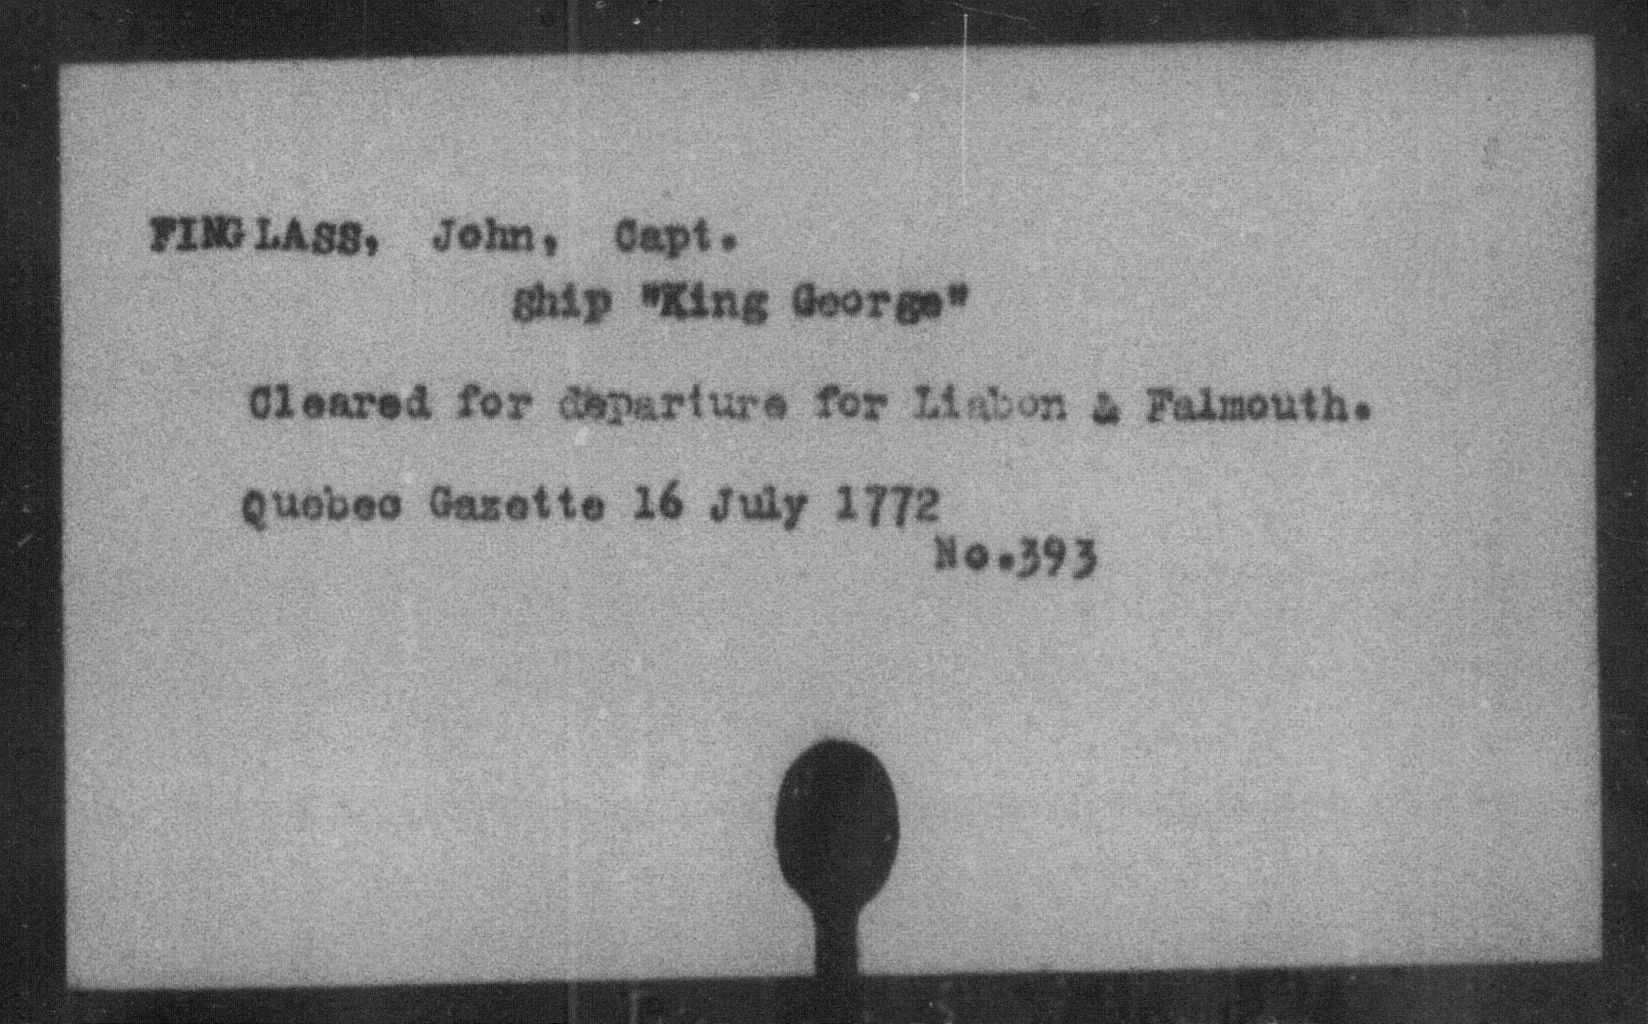 FINGLASS, John, Capt.
ship "King George"
Cleared for departure for Lisbon & Falmouth.
Quebec Gazette 16 July 1772
No.393